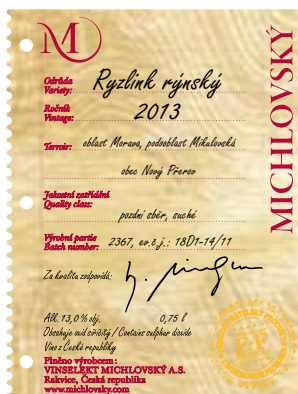 M
MICHLOVSKÝ
Odrůda
Variety: Ryzlink rýnský
Ročník
Vintage: 2013
Terroir: oblast Morava, podoblast Mikulovská
obec Nový Přerov
Jakostní zatřídění
Quality class:
pozdní sběr, suché
Výrobní partie
Batch number: 2367, ev.č.j.: 18D1-14/11
Za kvalitu zodpovídá:
Alk. 13,0% obj. 0,75 l
Obsahuje oxid siřičitý / Contains sulphur dioxide
Víno z České republiky
Plněno výrobcem:
VINSELEKT MICHLOVSKÝ A.S.
Rakvice, Česká republika
www.michlovsky.com